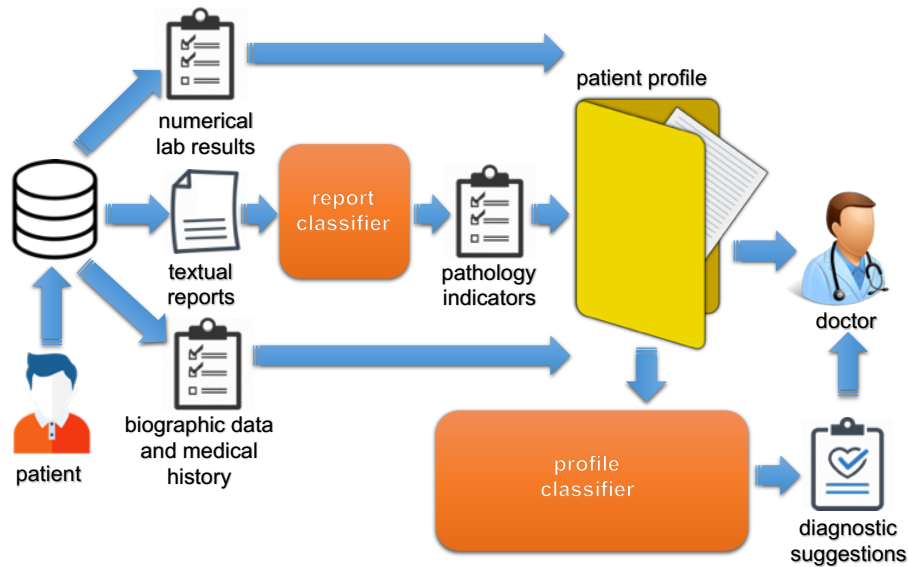 patient profile
numerical
lab results
report
classifier
textual
reports
pathology
indicators
doctor
biographic data
and medical
history
patient
profile
classifier
diagnostic
suggestions